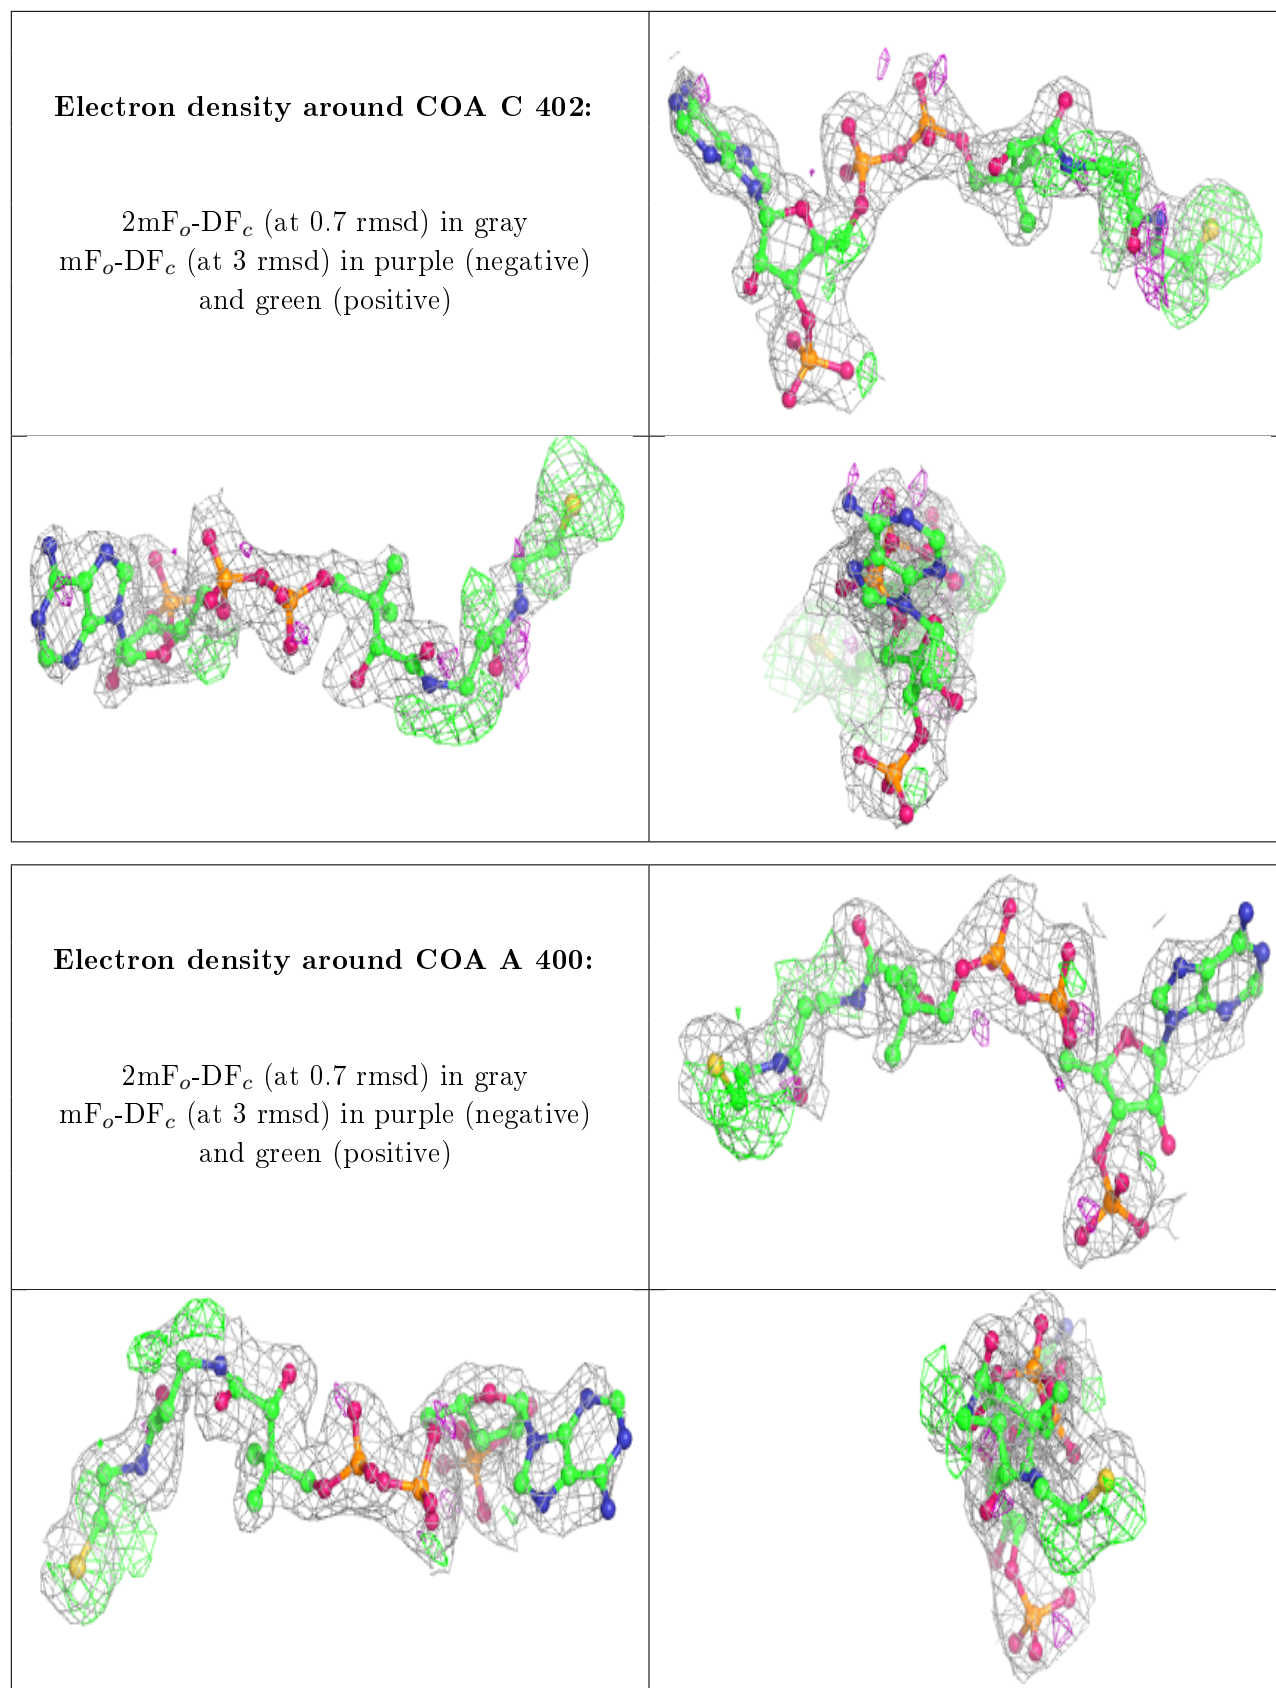 Electron density around COA C 402:
2mFo-DFc (at 0.7 rmsd) in gray
mFo-DFc (at 3 rmsd) in purple (negative)
and green (positive)
Electron density around COA A 400:
2mFo-DFc (at 0.7 rmsd) in gray
mFo-DFc (at 3 rmsd) in purple (negative)
and green (positive)